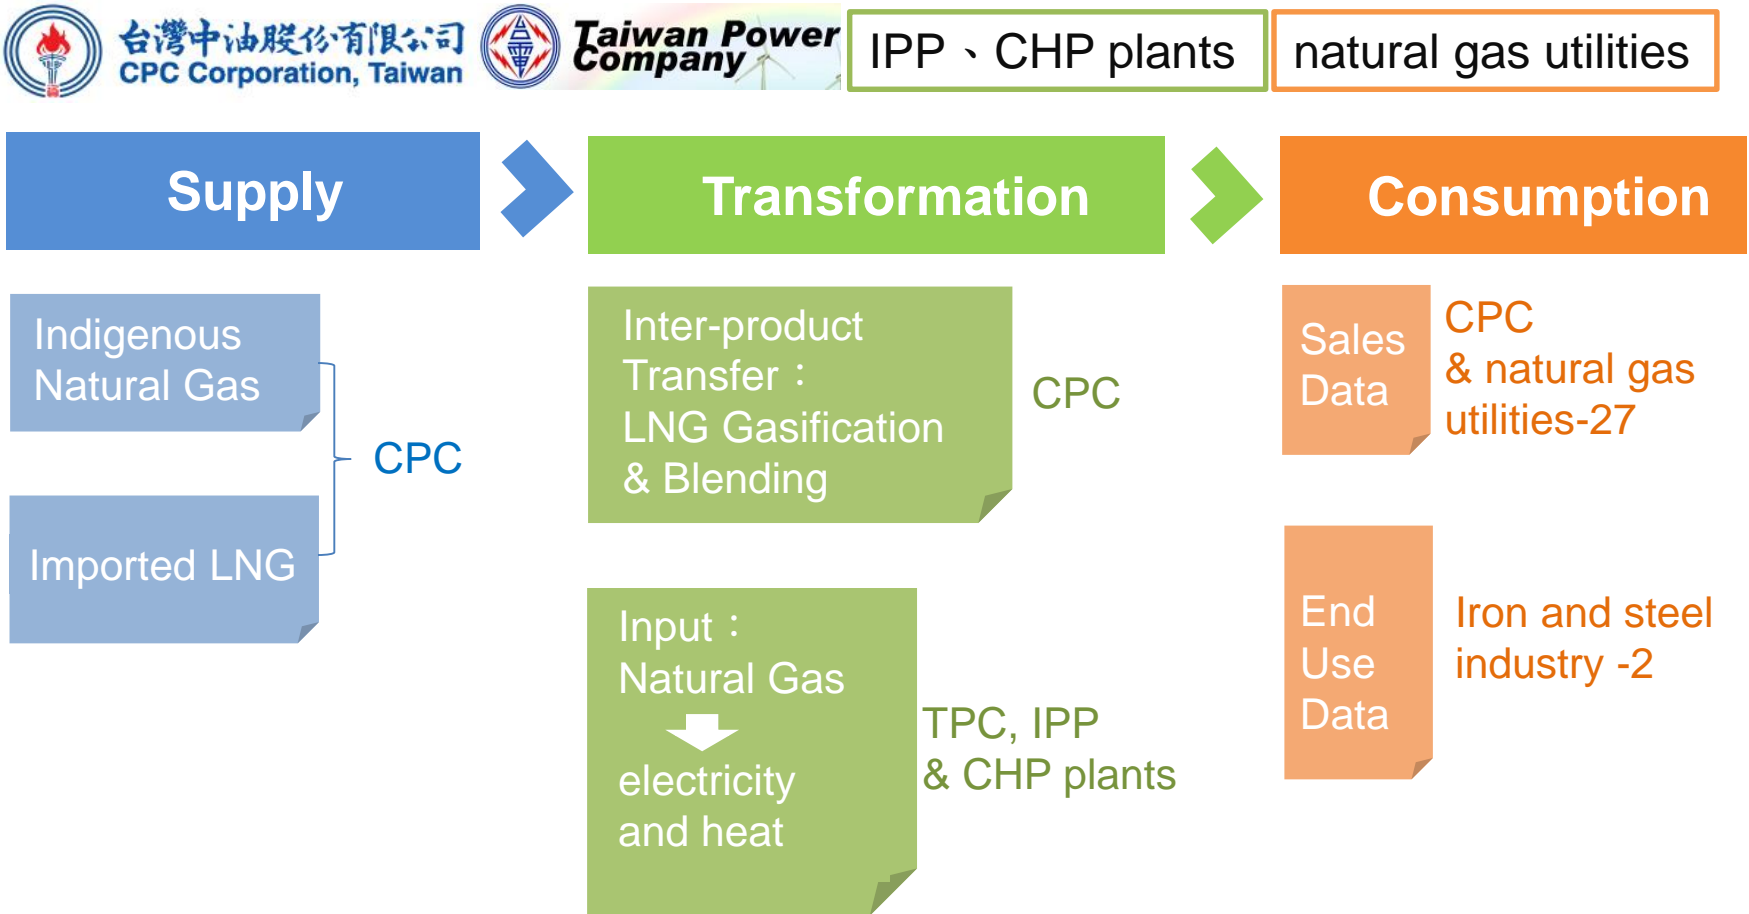 台灣中油股份有限公司
CPC Corporation, Taiwan
Taiwan Power
Company
IPP、CHP plants
natural gas utilities
Supply
Transformation
Consumption
Indigenous
Natural Gas
Imported LNG
CPC
Inter-product
Transfer：
LNG Gasification
& Blending
CPC
Input：
Natural Gas
electricity
and heat
TPC, IPP
& CHP plants
Sales
Data
CPC
& natural gas
utilities-27
End
Use
Data
Iron and steel
industry -2